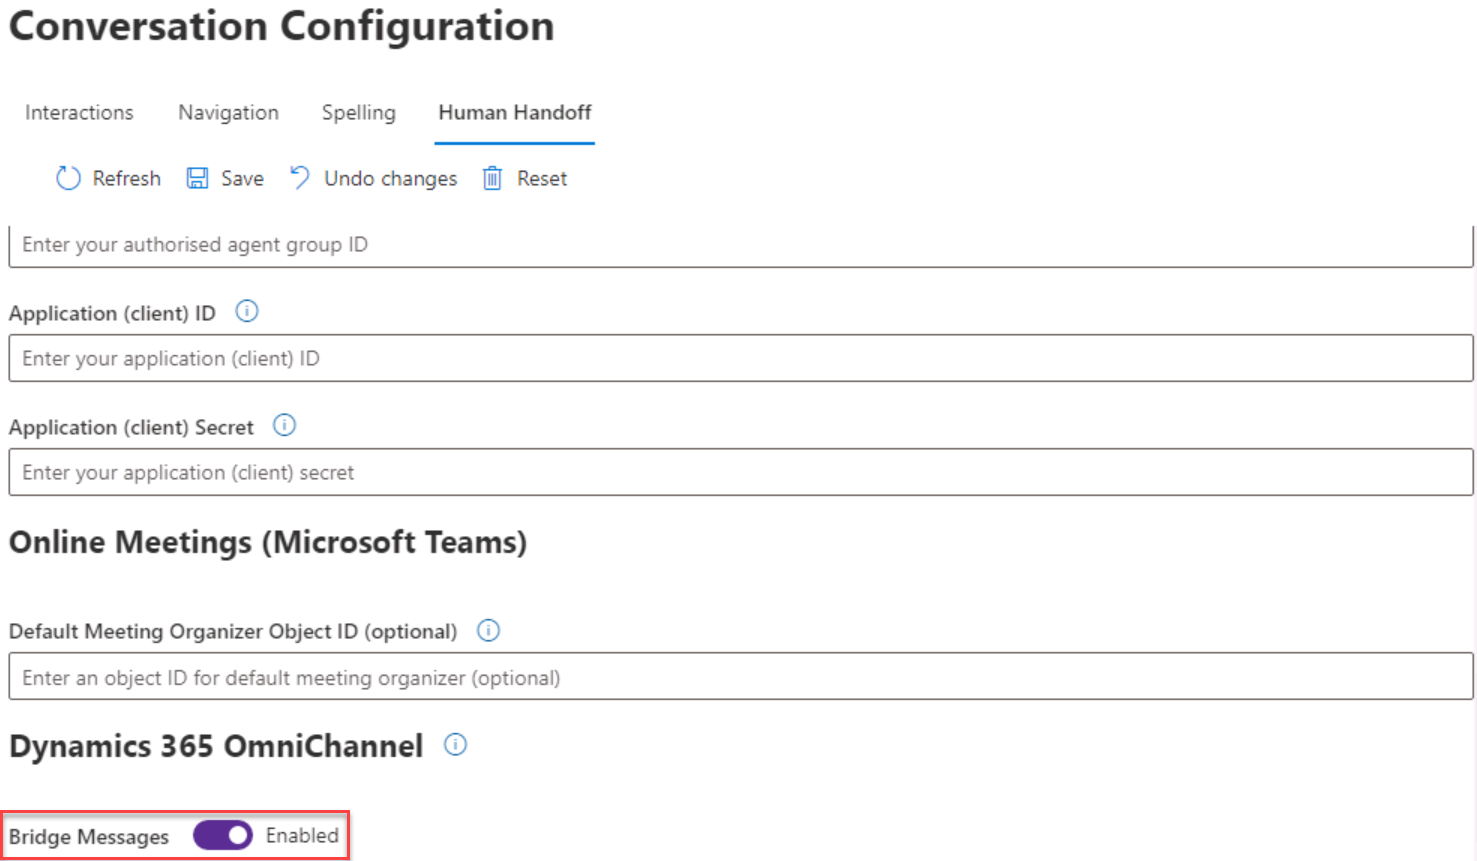 Conversation Configuration
Interactions Navigation Spelling Human Handoff
Refresh Save Undo changes Reset
Enter your authorised agent group ID
Application (client) ID
Enter your application (client) ID
Application (client) Secret
Enter your application (client) secret
Online Meetings (Microsoft Teams)
Default Meeting Organizer Object ID (optional)
Enter an object ID for default meeting organizer (optional)
Dynamics 365 OmniChannel
Bridge Messages Enabled